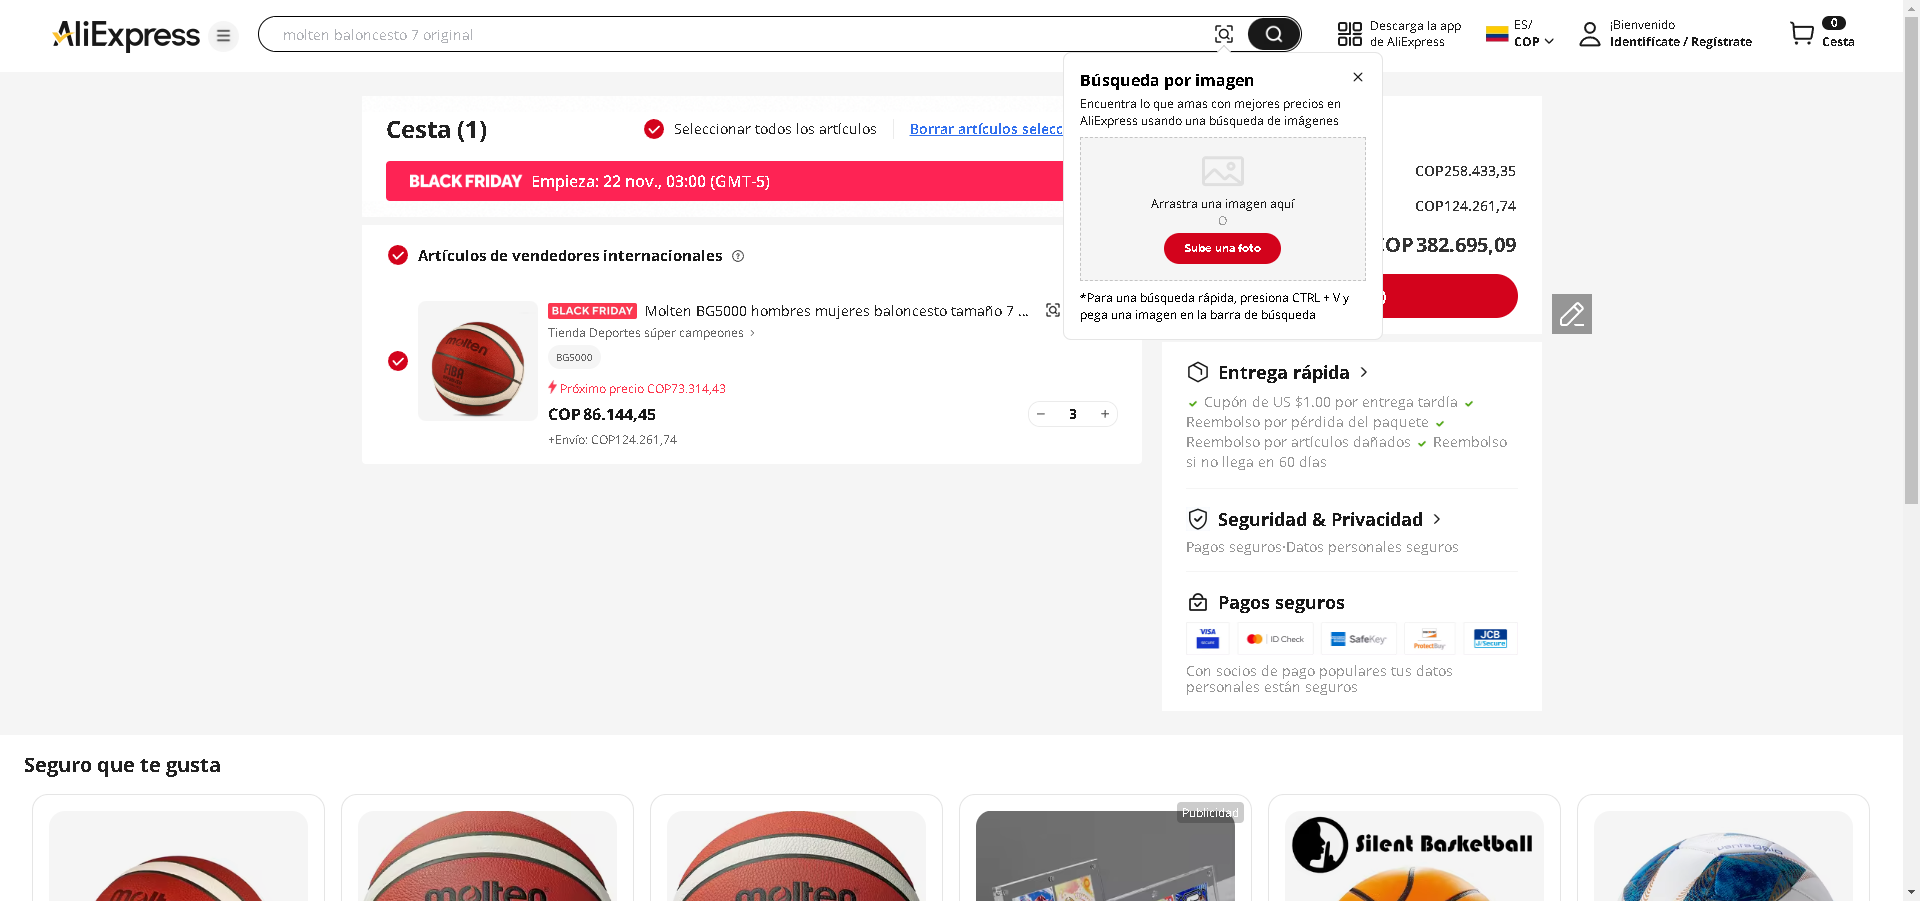 AliExpress
molten baloncesto 7 original
Descarga la app
de AliExpress
ES/
COP
¡Bienvenido
Identifícate / Regístrate
0
Cesta
Búsqueda por imagen
Encuentra lo que amas con mejores precios en
AliExpress usando una búsqueda de imágenes
Arrastra una imagen aquí
O
Sube una foto
*Para una búsqueda rápida, presiona CTRL + V y
pega una imagen en la barra de búsqueda
Cesta (1)
Seleccionar todos los artículos
Borrar artículos selecc
BLACK FRIDAY Empieza: 22 nov., 03:00 (GMT-5)
COP258.433,35
COP124.261,74
COP382.695,09
Artículos de vendedores internacionales
BLACK FRIDAY Molten BG5000 hombres mujeres baloncesto tamaño 7 ...
Tienda Deportes súper campeones
BG5000
Próximo precio COP73.314,43
COP86.144,45
3
+Envío: COP124.261,74
molten
FIBA
Entrega rápida
Cupón de US $1.00 por entrega tardía
Reembolso por pérdida del paquete
Reembolso por artículos dañados Reembolso
si no llega en 60 días
Seguridad & Privacidad
Pagos seguros·Datos personales seguros
Pagos seguros
VISA
ID Check
SafeKey
ProtectBuy
JCB
J/Secure
Con socios de pago populares tus datos
personales están seguros
Seguro que te gusta
molten
molten
molten
Publicidad
Silent Basketball